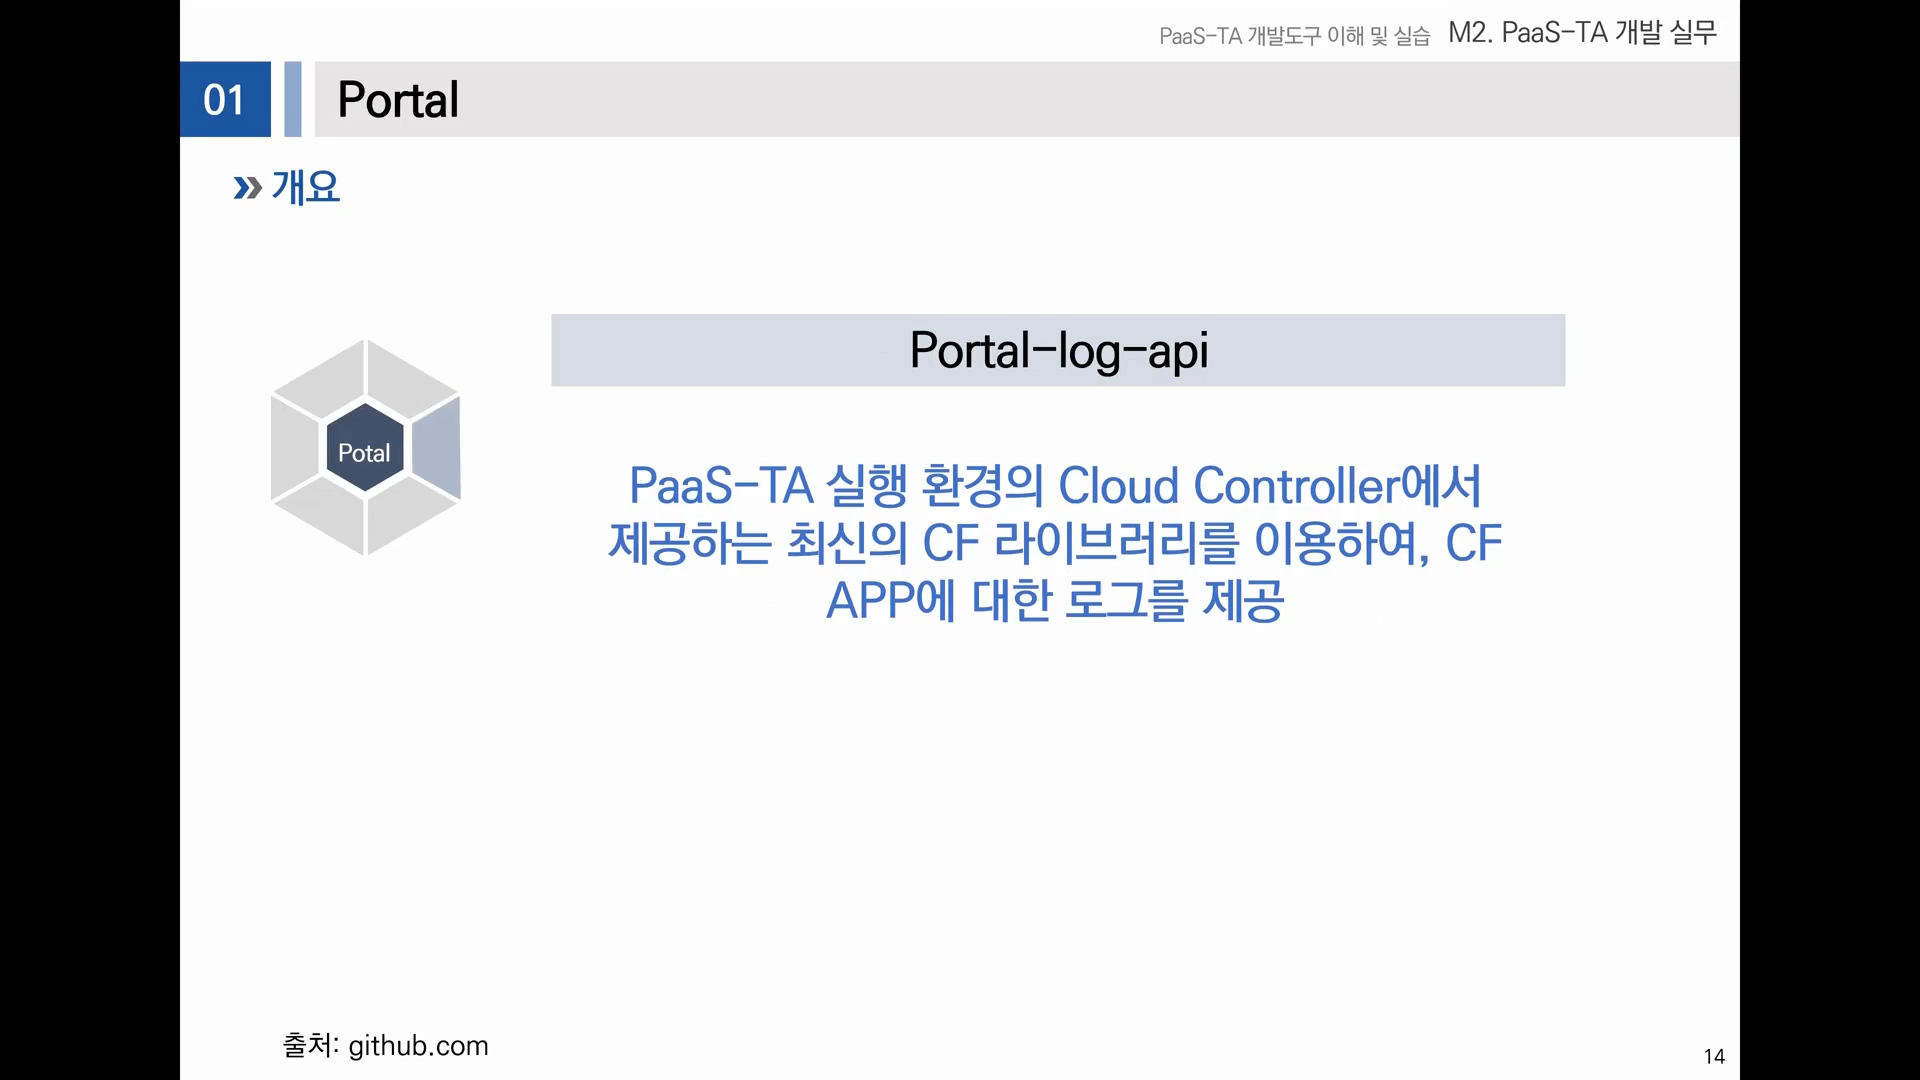 PaaS-TA 개발도구 이해 및 실습 M2. PaaS-TA 개발 실무
01 Portal
개요
Portal-log-api
Potal
PaaS-TA 실행 환경의 Cloud Controller에서
제공하는 최신의 CF 라이브러리를 이용하여, CF
APP에 대한 로그를 제공
출처: github.com
14